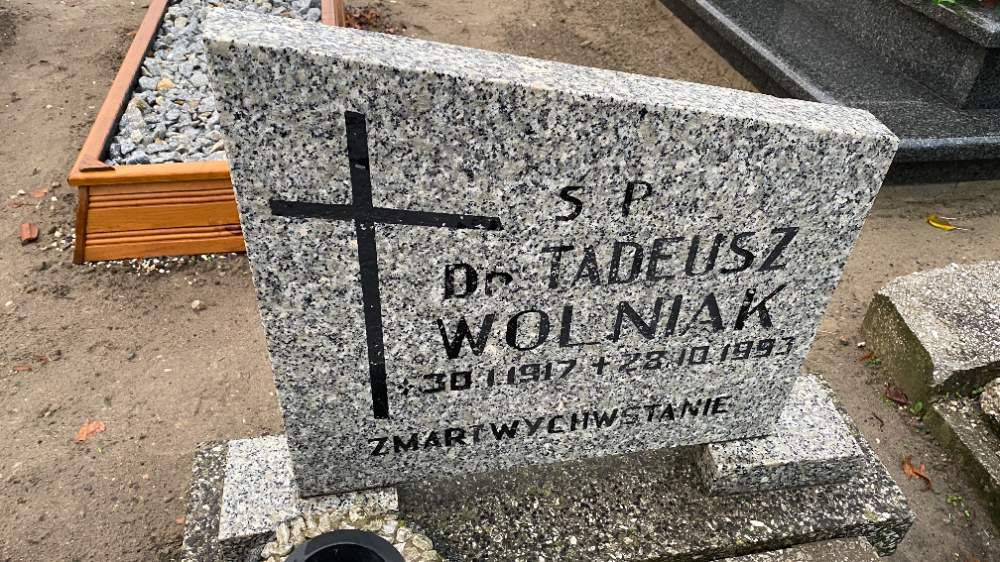 S P
Dr TADEUSZ
WOLNIAK
+30.1.1917 +28.10.1993
ZMARTWYCHWSTANIE